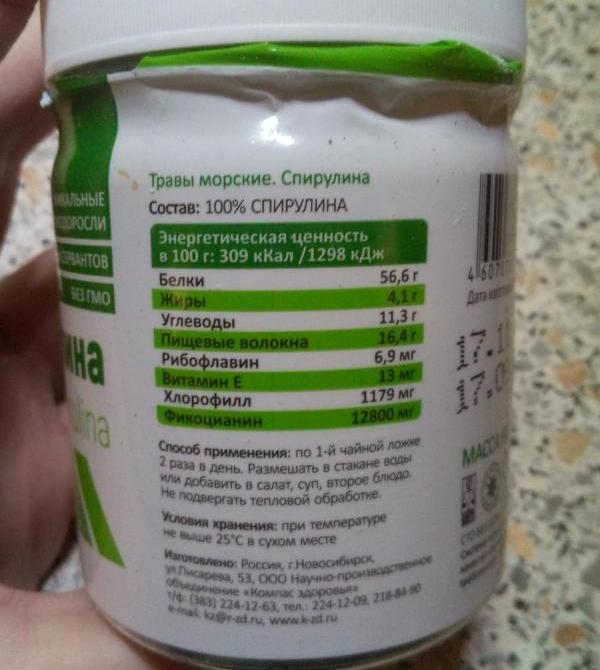 БЕЗ ГМО
Травы морские. Спирулина
Состав: 100% СПИРУЛИНА
Энергетическая ценность
в 100 г: 309 кКал /1298 кДж
Белки 56,6 г
Жиры 4,1 г
Углеводы 11,3 г
Пищевые волокна 16,4 г
Рибофлавин 6,9 мг
Витамин Е 13 мг
Хлорофилл 1179 мг
Фикоцианин 12800 мг
Способ применения: по 1-й чайной ложке
2 раза в день. Размешать в стакане воды
или добавить в салат, суп, второе блюдо.
Не подвергать тепловой обработке.
Условия хранения: при температуре
не выше 25°С в сухом месте
Изготовлено: Россия, г.Новосибирск,
ул.Писарева, 53, ООО Научно-производственное
объединение «Компас здоровья»
т/ф: (383) 224-12-63, тел.: 224-12-09, 218-84-90
e-mail: kz@r-zd.ru, www.k-zd.ru
Дата
МАССА